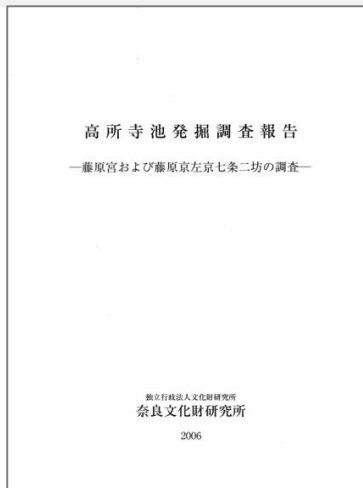 高所寺池発掘調査報告
―藤原宮および藤原京左京七条二坊の調査―
独立行政法人文化財研究所
奈良文化財研究所
2006